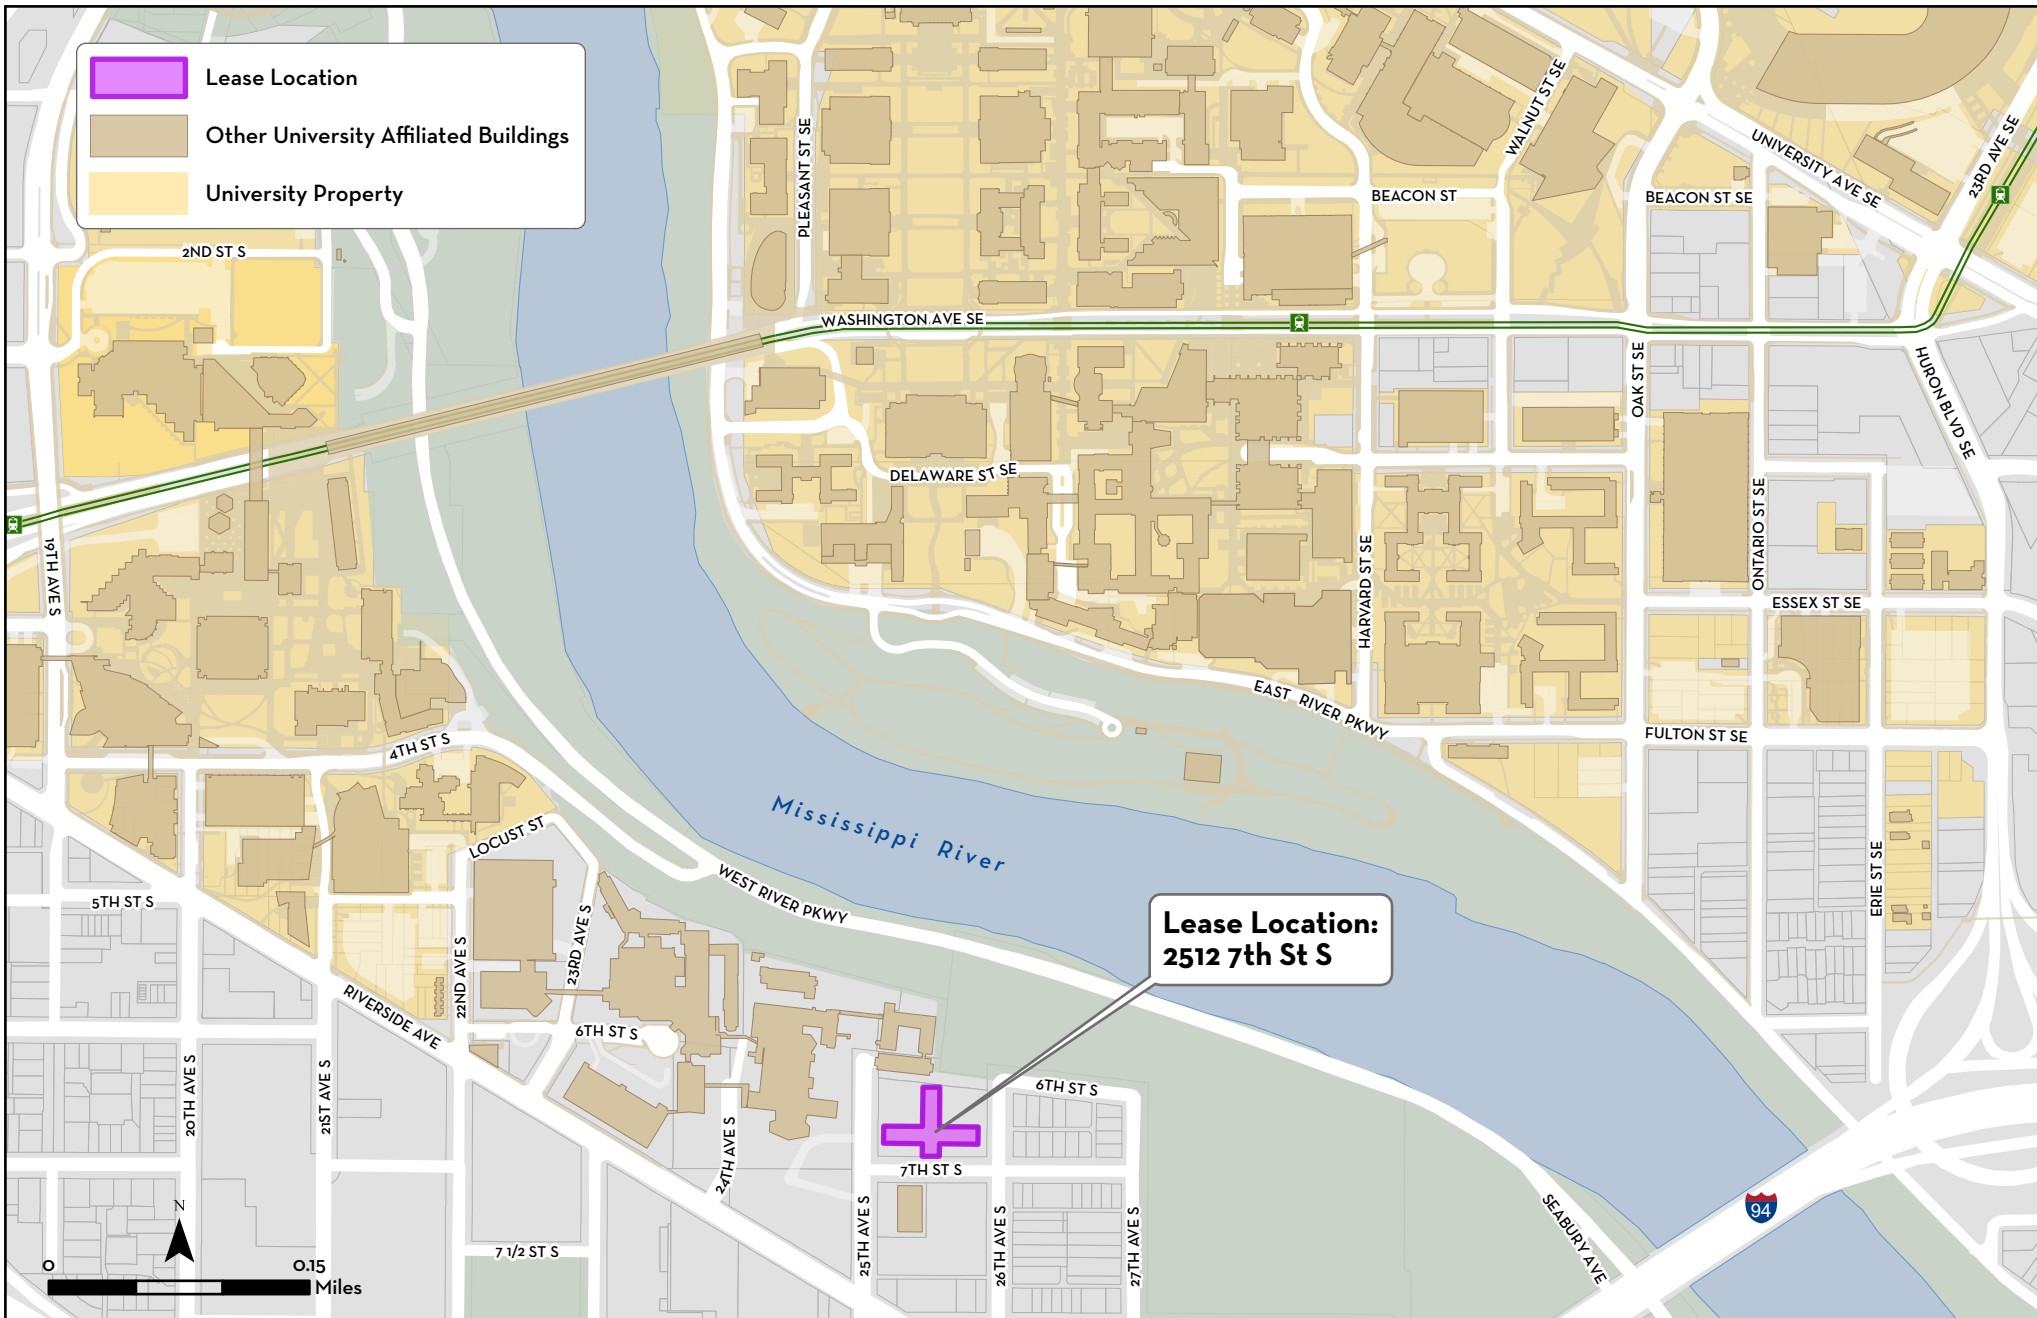 Lease Location
Other University Affiliated Buildings
University Property
2ND ST S
PLEASANT ST SE
WALNUT ST SE
BEACON ST
BEACON ST SE
UNIVERSITY AVE SE
23RD AVE SE
WASHINGTON AVE SE
OAK ST SE
HURON BLVD SE
DELAWARE ST SE
19TH AVE S
HARVARD ST SE
ONTARIO ST SE
ESSEX ST SE
EAST RIVER PKWY
FULTON ST SE
4TH ST S
LOCUST ST
Mississippi River
WEST RIVER PKWY
ERIE ST SE
5TH ST S
22ND AVE S
23RD AVE S
Lease Location:
2512 7th St S
RIVERSIDE AVE
6TH ST S
6TH ST S
20TH AVE S
21ST AVE S
24TH AVE S
7TH ST S
25TH AVE S
26TH AVE S
27TH AVE S
SEABURY AVE
94
7 1/2 ST S
N
0 0.15
Miles